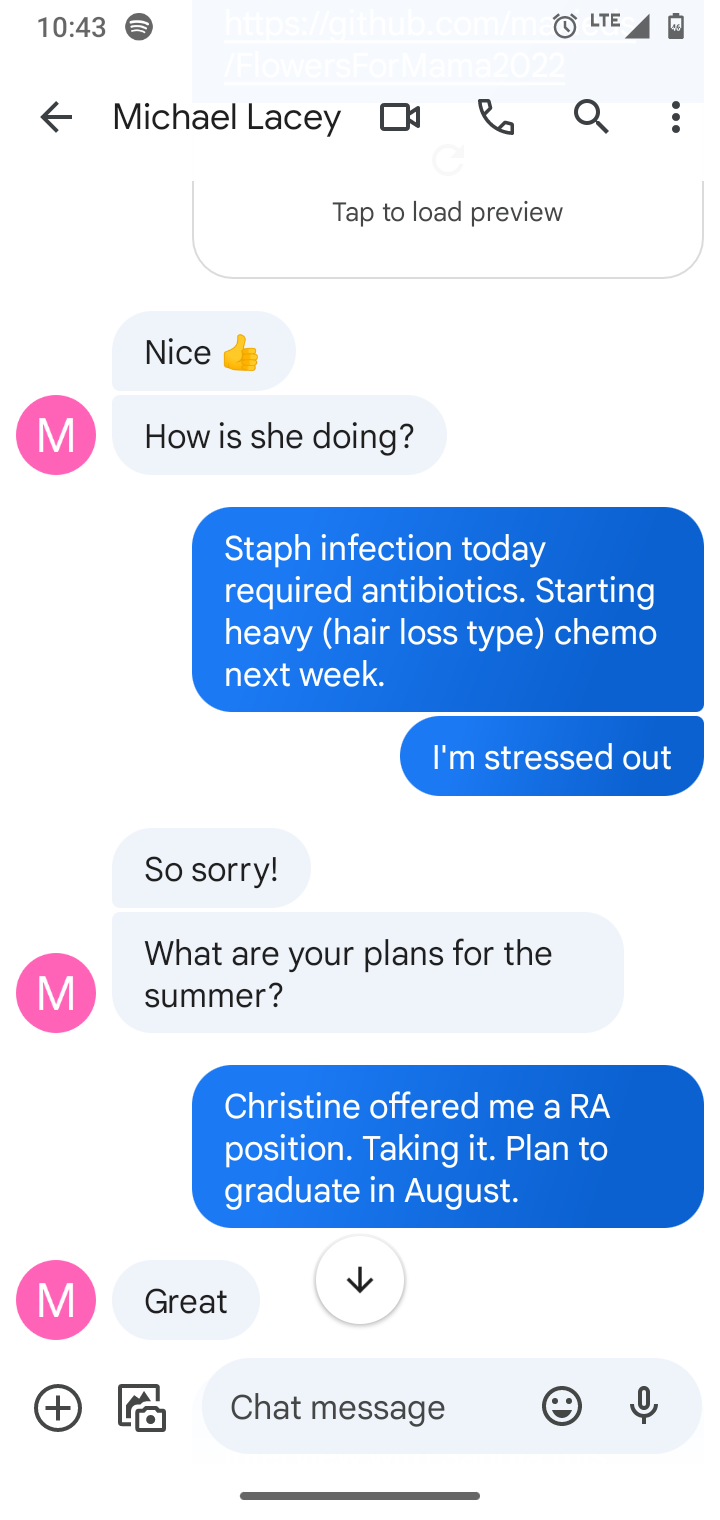 10:43
LTE
46
https://github.com/
/FlowersForMama2022
Michael Lacey
Tap to load preview
Nice 👍
M
How is she doing?
Staph infection today
required antibiotics. Starting
heavy (hair loss type) chemo
next week.
I'm stressed out
So sorry!
What are your plans for the
summer?
M
Christine offered me a RA
position. Taking it. Plan to
graduate in August.
M
Great
Chat message